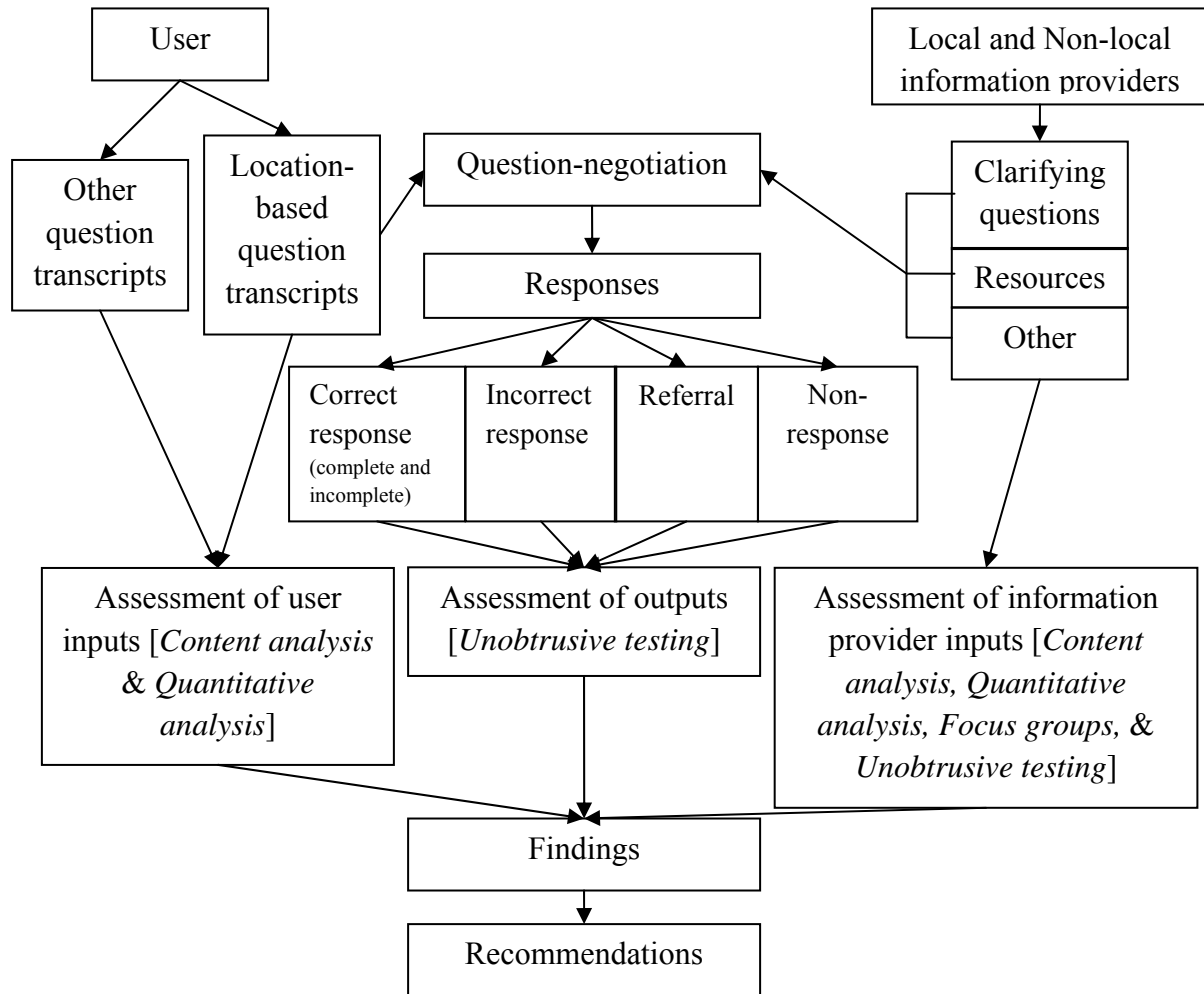 User
Local and Non-local
information providers
Other
question
transcripts
Location-
based
question
transcripts
Question-negotiation
Clarifying
questions
Resources
Other
Responses
Correct
response
(complete and
incomplete)
Incorrect
response
Referral
Non-
response
Assessment of user
inputs [Content analysis
& Quantitative
analysis]
Assessment of outputs
[Unobtrusive testing]
Assessment of information
provider inputs [Content
analysis, Quantitative
analysis, Focus groups, &
Unobtrusive testing]
Findings
Recommendations